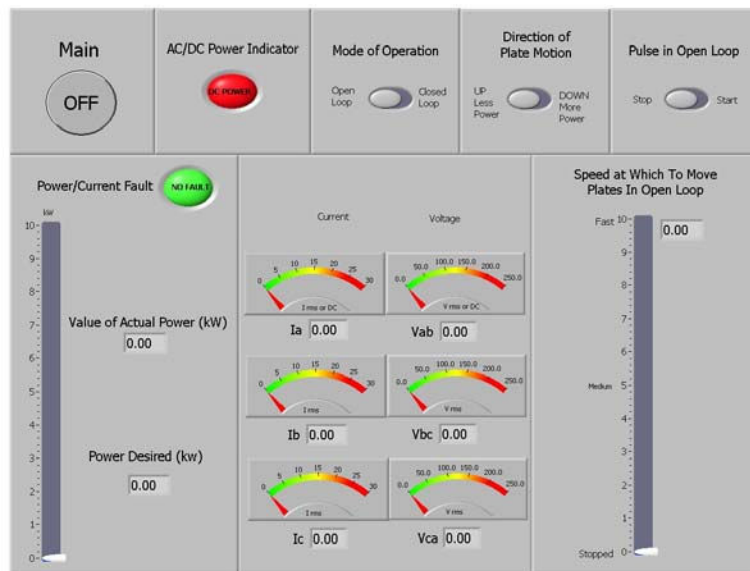 Main
OFF
AC/DC Power Indicator
DC POWER
Mode of Operation
Open
Loop
Closed
Loop
Direction of
Plate Motion
UP
Less
Power
DOWN
More
Power
Pulse in Open Loop
Stop
Start
Power/Current Fault
NO FAULT
kW
10
9
8
7
6
5
4
3
2
1
0
Value of Actual Power (kW)
0.00
Power Desired (kw)
0.00
Current
Voltage
0 5 10 15 20 25 30
I rms or DC
Ia 0.00
0.0 50.0 100.0 150.0 200.0 250.0
V rms or DC
Vab 0.00
0 5 10 15 20 25 30
I rms
Ib 0.00
0.0 50.0 100.0 150.0 200.0 250.0
V rms
Vbc 0.00
0 5 10 15 20 25 30
I rms
Ic 0.00
0.0 50.0 100.0 150.0 200.0 250.0
V rms
Vca 0.00
Speed at Which To Move
Plates In Open Loop
Fast 10
0.00
9
8
7
6
Medium 5
4
3
2
1
Stopped 0